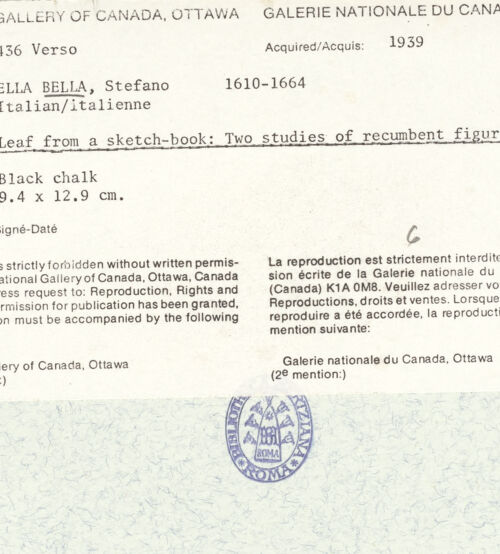 GALLERY OF CANADA, OTTAWA GALERIE NATIONALE DU CANA
436 Verso Acquired/Acquis: 1939
ELLA BELLA, Stefano 1610-1664
Italian/italienne
Leaf from a sketch-book: Two studies of recumbent figur
Black chalk
9.4 x 12.9 cm.
Signé-Daté
6
s strictly forbidden without written permis-
ational Gallery of Canada, Ottawa, Canada
ress request to: Reproduction, Rights and
ermission for publication has been granted,
on must be accompanied by the following
lery of Canada, Ottawa
:)
La reproduction est strictement interdite
sion écrite de la Galerie nationale du
(Canada) K1A 0M8. Veuillez adresser vo
Reproductions, droits et ventes. Lorsque
reproduire a été accordée, la reproducti
mention suivante:
Galerie nationale du Canada, Ottawa
(2e mention:)
ROMA
ROMA